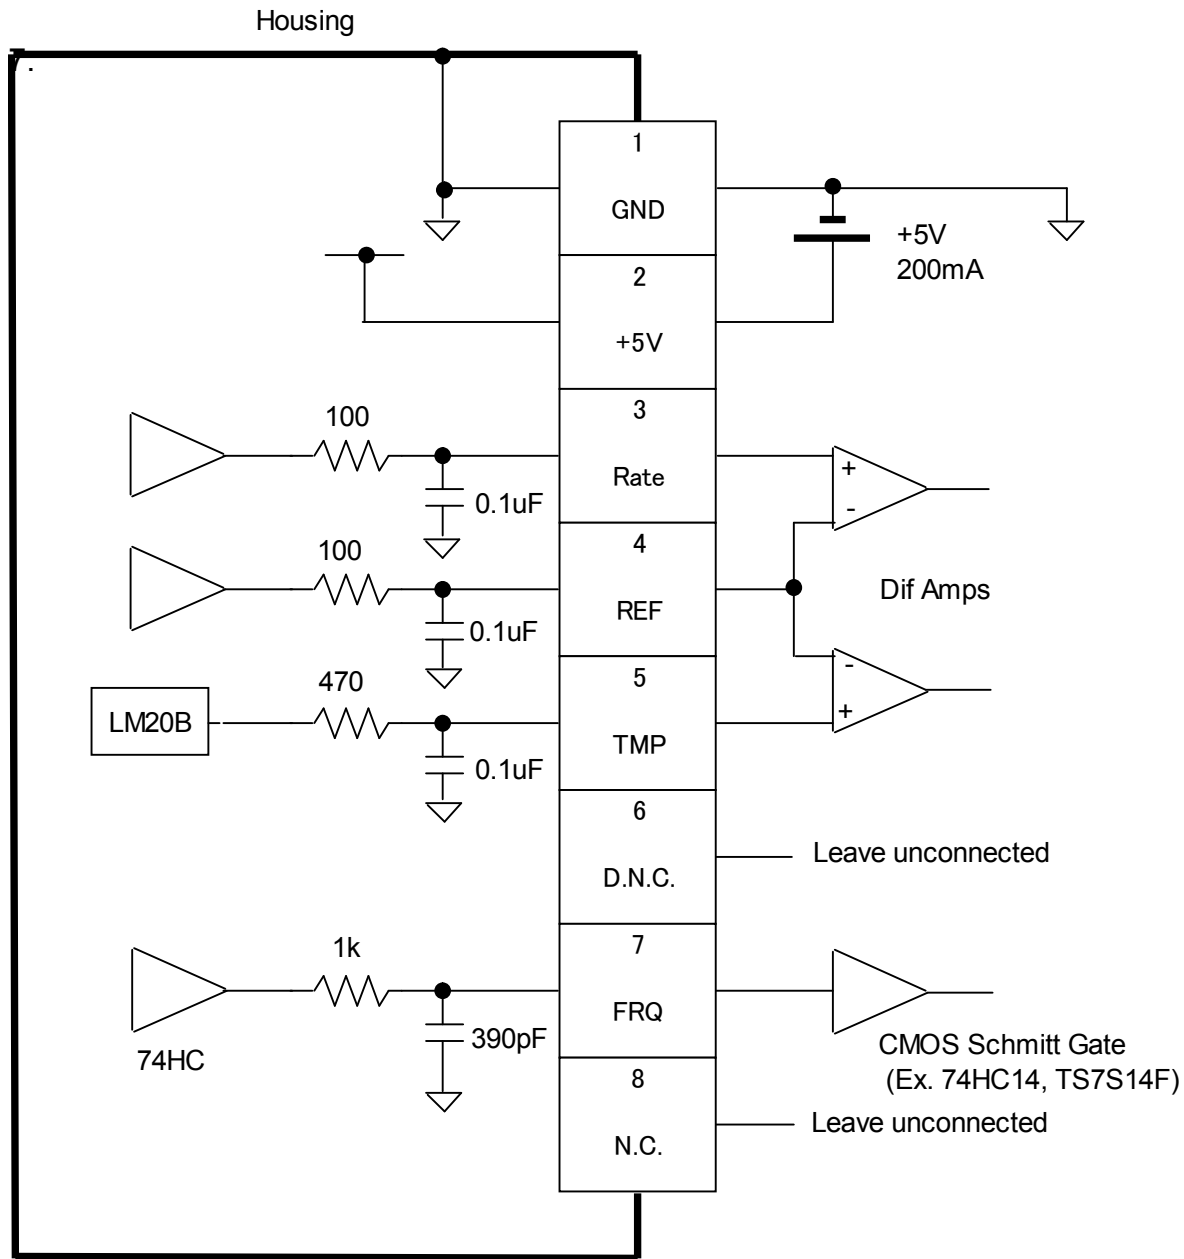 Housing
7.
1
GND
+5V
200mA
2
+5V
100
3
Rate
+
-
0.1uF
100
4
REF
Dif Amps
0.1uF
470
5
-
+
LM20B
TMP
0.1uF
6
D.N.C.
Leave unconnected
1k
7
FRQ
74HC
390pF
CMOS Schmitt Gate
(Ex. 74HC14, TS7S14F)
8
N.C.
Leave unconnected